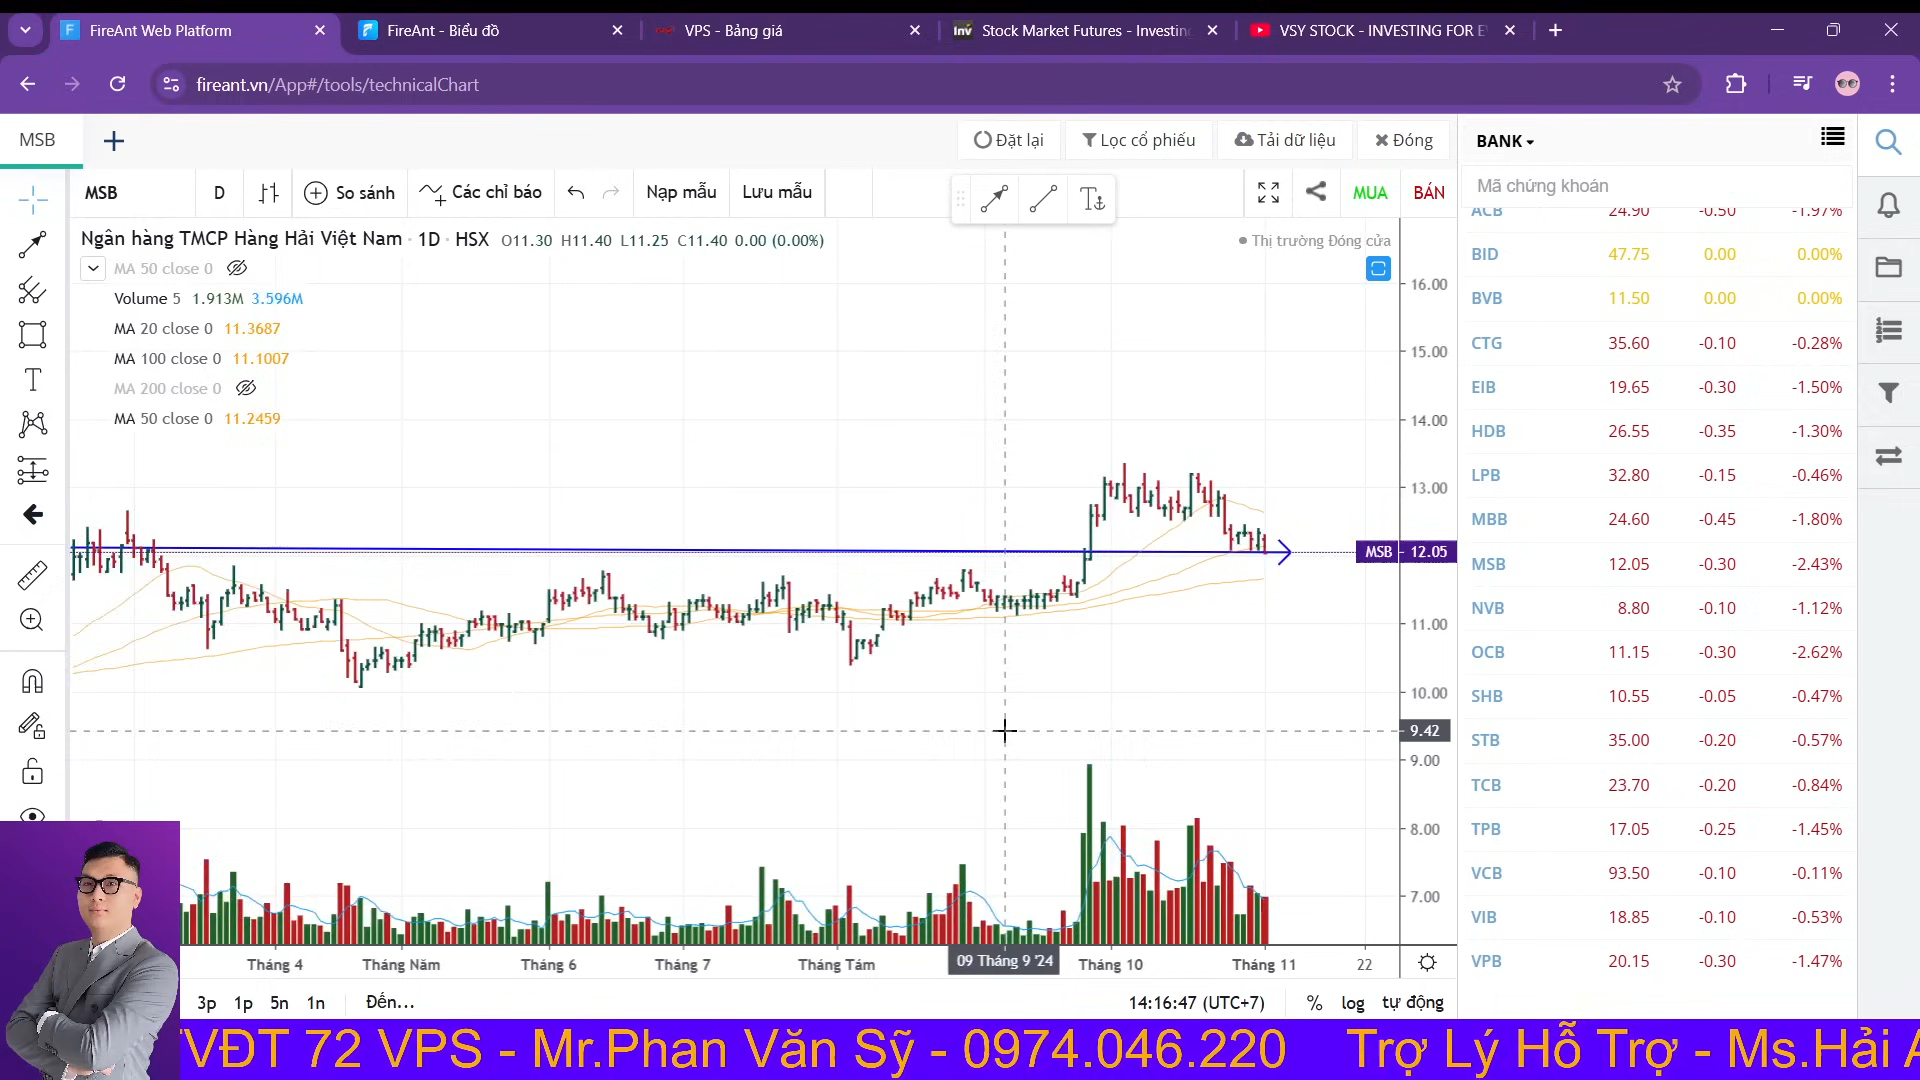 FireAnt Web Platform
FireAnt - Biểu đồ
VPS - Bảng giá
Stock Market Futures - Investing
VSY STOCK - INVESTING FOR E
fireant.vn/App#/tools/technicalChart
MSB
Đặt lại
Lọc cổ phiếu
Tải dữ liệu
Đóng
BANK
MSB
D
So sánh
Các chỉ báo
Nạp mẫu
Lưu mẫu
MUA
BÁN
Mã chứng khoán
Ngân hàng TMCP Hàng Hải Việt Nam · 1D · HSX O11.30 H11.40 L11.25 C11.40 0.00 (0.00%)
Thị trường Đóng cửa
MA 50 close 0
Volume 5 1.913M 3.596M
MA 20 close 0 11.3687
MA 100 close 0 11.1007
MA 200 close 0
MA 50 close 0 11.2459
16.00
15.00
14.00
13.00
MSB 12.05
11.00
10.00
9.42
9.00
8.00
7.00
Tháng 4
Tháng Năm
Tháng 6
Tháng 7
Tháng Tám
09 Tháng 9 '24
Tháng 10
Tháng 11
22
3p 1p 5n 1n Đến...
14:16:47 (UTC+7)
% log tự động
ACB 24.90 -0.50 -1.97%
BID 47.75 0.00 0.00%
BVB 11.50 0.00 0.00%
CTG 35.60 -0.10 -0.28%
EIB 19.65 -0.30 -1.50%
HDB 26.55 -0.35 -1.30%
LPB 32.80 -0.15 -0.46%
MBB 24.60 -0.45 -1.80%
MSB 12.05 -0.30 -2.43%
NVB 8.80 -0.10 -1.12%
OCB 11.15 -0.30 -2.62%
SHB 10.55 -0.05 -0.47%
STB 35.00 -0.20 -0.57%
TCB 23.70 -0.20 -0.84%
TPB 17.05 -0.25 -1.45%
VCB 93.50 -0.10 -0.11%
VIB 18.85 -0.10 -0.53%
VPB 20.15 -0.30 -1.47%
TVĐT 72 VPS - Mr.Phan Văn Sỹ - 0974.046.220 Trợ Lý Hỗ Trợ - Ms.Hải